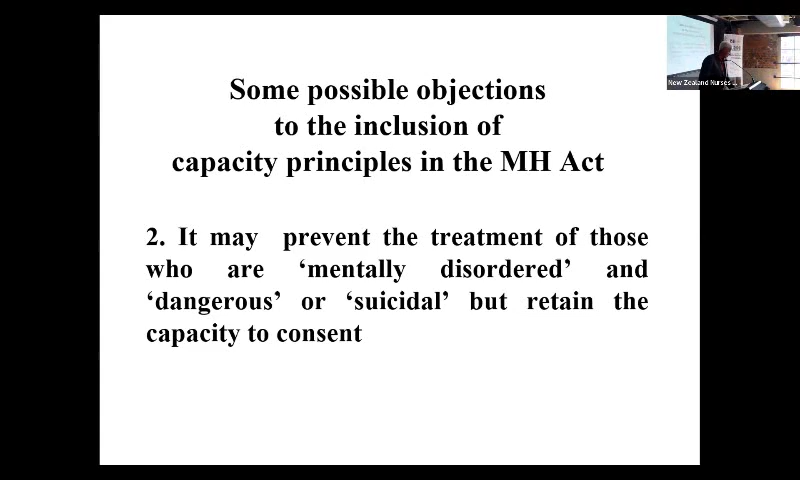 Some possible objections
to the inclusion of
capacity principles in the MH Act
2. It may prevent the treatment of those
who are ‘mentally disordered’ and
‘dangerous’ or ‘suicidal’ but retain the
capacity to consent
New Zealand Nurses ...